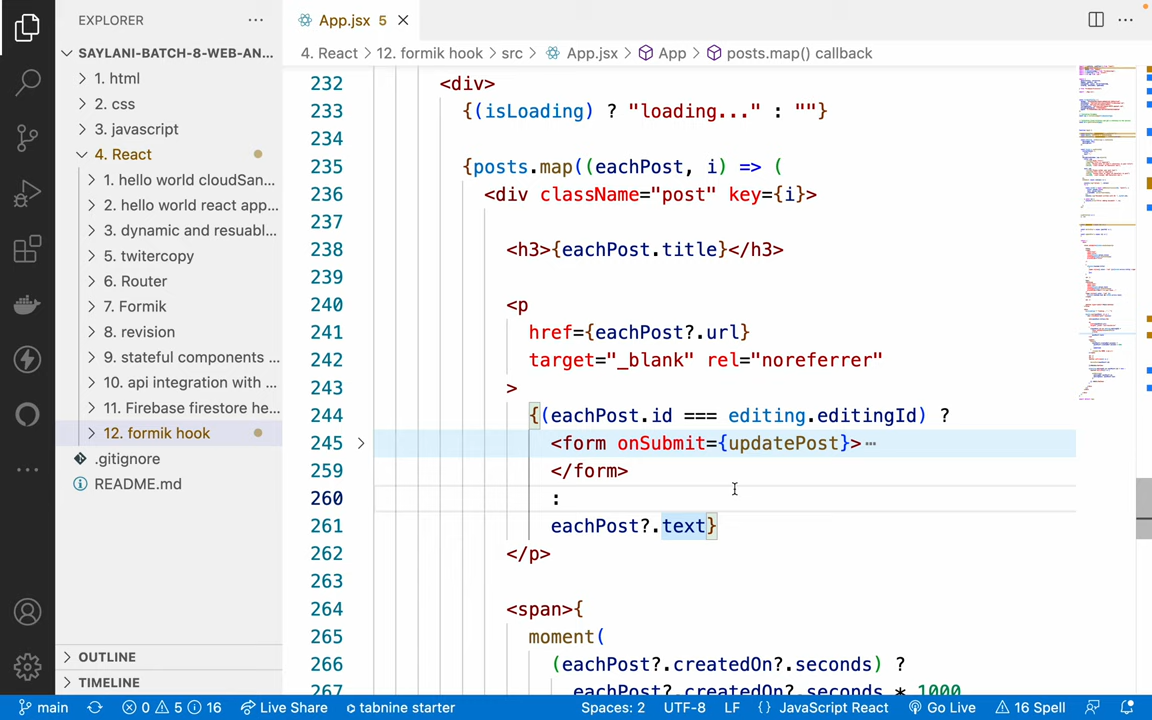 EXPLORER
App.jsx 5
SAYLANI-BATCH-8-WEB-AN...
4. React > 12. formik hook > src > App.jsx > App > posts.map() callback
1. html
2. css
3. javascript
4. React
1. hello world cloudSan...
2. hello world react app...
3. dynamic and resuabl...
5. twitercopy
6. Router
7. Formik
8. revision
9. stateful components ...
10. api integration with ...
11. Firebase firestore he...
12. formik hook
.gitignore
README.md
OUTLINE
TIMELINE
232 <div>
233 {(isLoading) ? "loading..." : ""}
234
235 {posts.map((eachPost, i) => (
236 <div className="post" key={i}>
237
238 <h3>{eachPost.title}</h3>
239
240 <p
241 href={eachPost?.url}
242 target="_blank" rel="noreferrer"
243 >
244 {(eachPost.id === editing.editingId) ?
245 <form onSubmit={updatePost}>…
259 </form>
260 :
261 eachPost?.text}
262 </p>
263
264 <span>{
265 moment(
266 (eachPost?.createdOn?.seconds) ?
267 eachPost?.createdOn?.seconds * 1000
main 0 5 16 Live Share tabnine starter Spaces: 2 UTF-8 LF {} JavaScript React Go Live 16 Spell